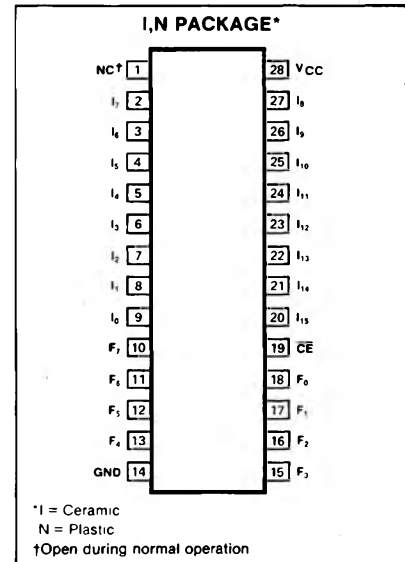 I,N PACKAGE*
NC† 1 28 VCC
I₇ 2 27 I₈
I₆ 3 26 I₉
I₅ 4 25 I₁₀
I₄ 5 24 I₁₁
I₃ 6 23 I₁₂
I₂ 7 22 I₁₃
I₁ 8 21 I₁₄
I₀ 9 20 I₁₅
F₇ 10 19 C̅E̅
F₆ 11 18 F₀
F₅ 12 17 F₁
F₄ 13 16 F₂
GND 14 15 F₃
*I = Ceramic
N = Plastic
†Open during normal operation